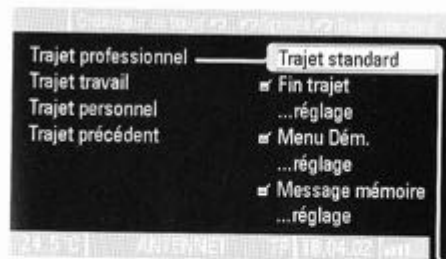 Trajet professionnel
Trajet travail
Trajet personnel
Trajet précédent
Trajet standard
Fin trajet
...réglage
Menu Dém.
...réglage
Message mémoire
...réglage